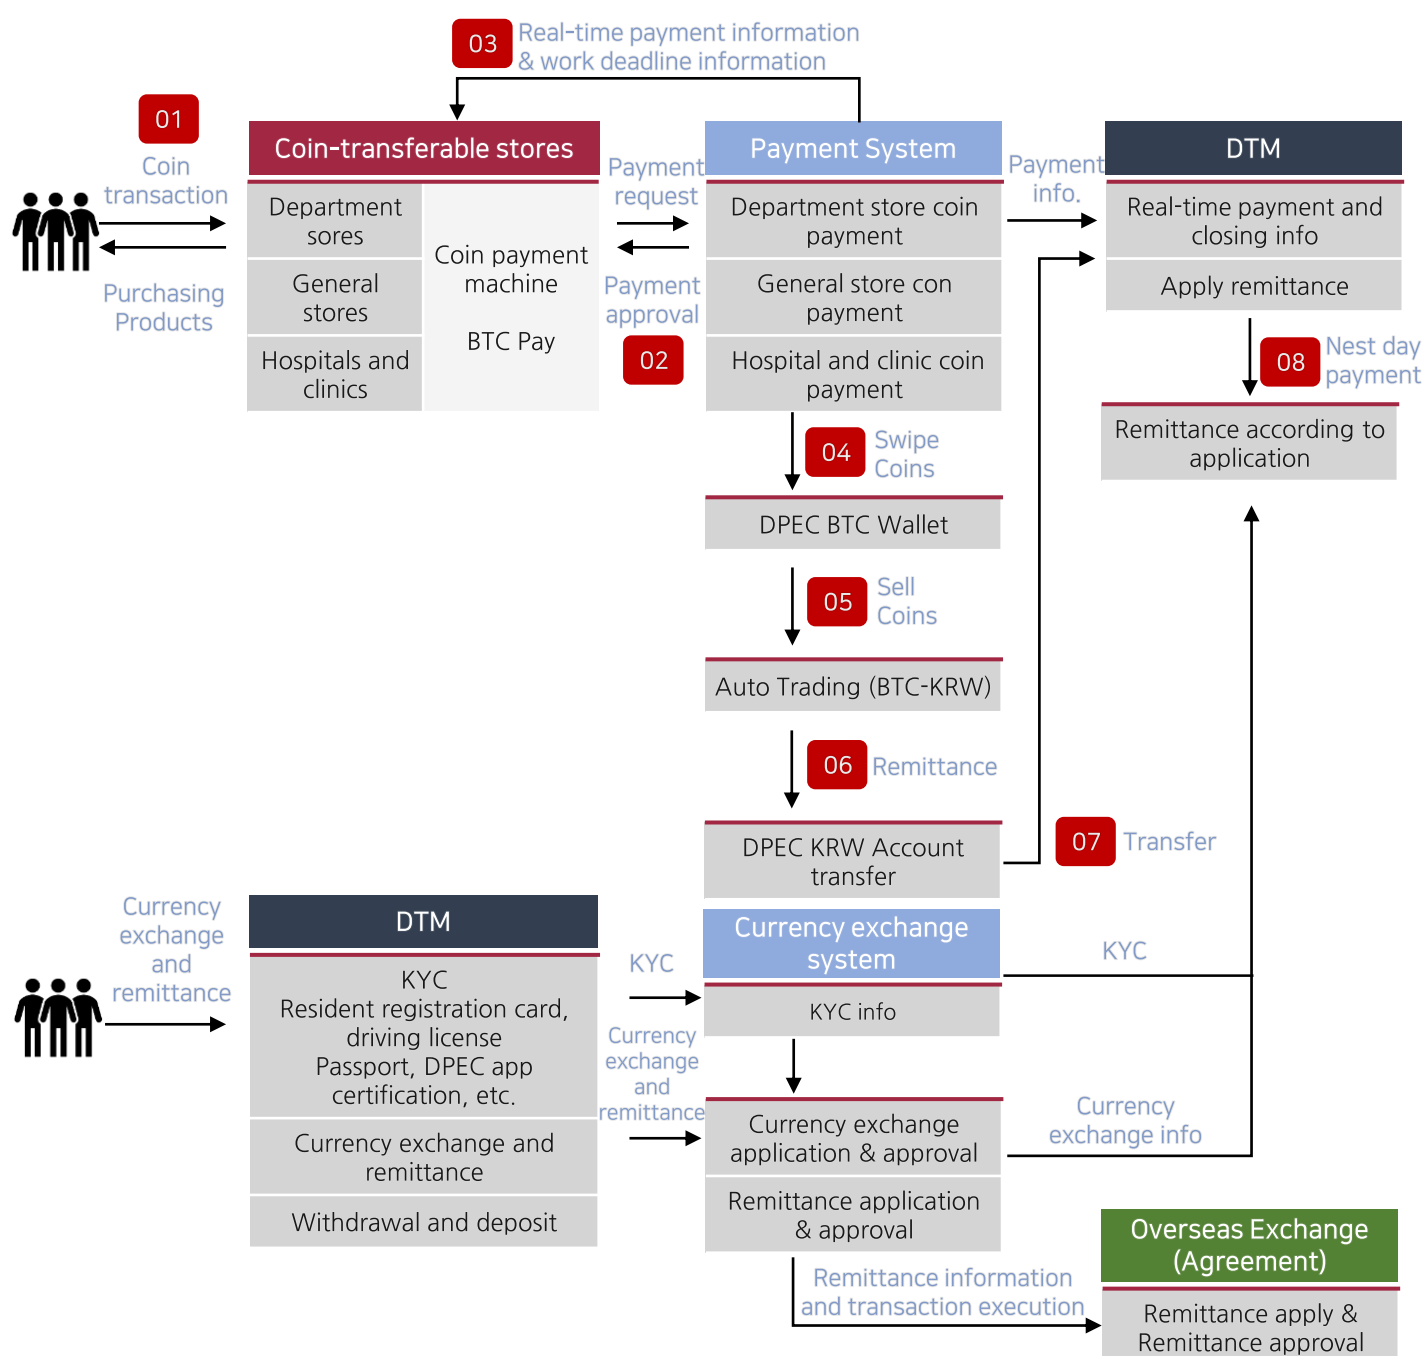 03
Real-time payment information
& work deadline information
01
Coin
transaction
Purchasing
Products
Coin-transferable stores
Department
sores
General
stores
Hospitals and
clinics
Coin payment
machine
BTC Pay
Payment
request
Payment
approval
02
Payment System
Department store coin
payment
General store con
payment
Hospital and clinic coin
payment
Payment
info.
DTM
Real-time payment and
closing info
Apply remittance
08
Nest day
payment
Remittance according to
application
04
Swipe
Coins
DPEC BTC Wallet
05
Sell
Coins
Auto Trading (BTC-KRW)
06
Remittance
DPEC KRW Account
transfer
07
Transfer
Currency
exchange
and
remittance
DTM
KYC
Resident registration card,
driving license
Passport, DPEC app
certification, etc.
Currency exchange and
remittance
Withdrawal and deposit
KYC
Currency
exchange
and
remittance
Currency exchange
system
KYC info
Currency exchange
application & approval
Remittance application
& approval
KYC
Currency
exchange info
Remittance information
and transaction execution
Overseas Exchange
(Agreement)
Remittance apply &
Remittance approval